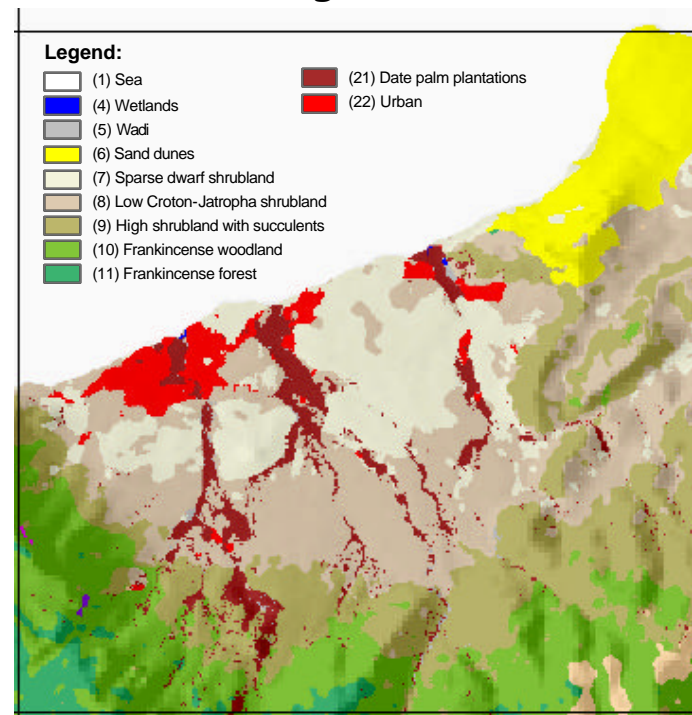 Legend:
(1) Sea
(4) Wetlands
(5) Wadi
(6) Sand dunes
(7) Sparse dwarf shrubland
(8) Low Croton-Jatropha shrubland
(9) High shrubland with succulents
(10) Frankincense woodland
(11) Frankincense forest
(21) Date palm plantations
(22) Urban